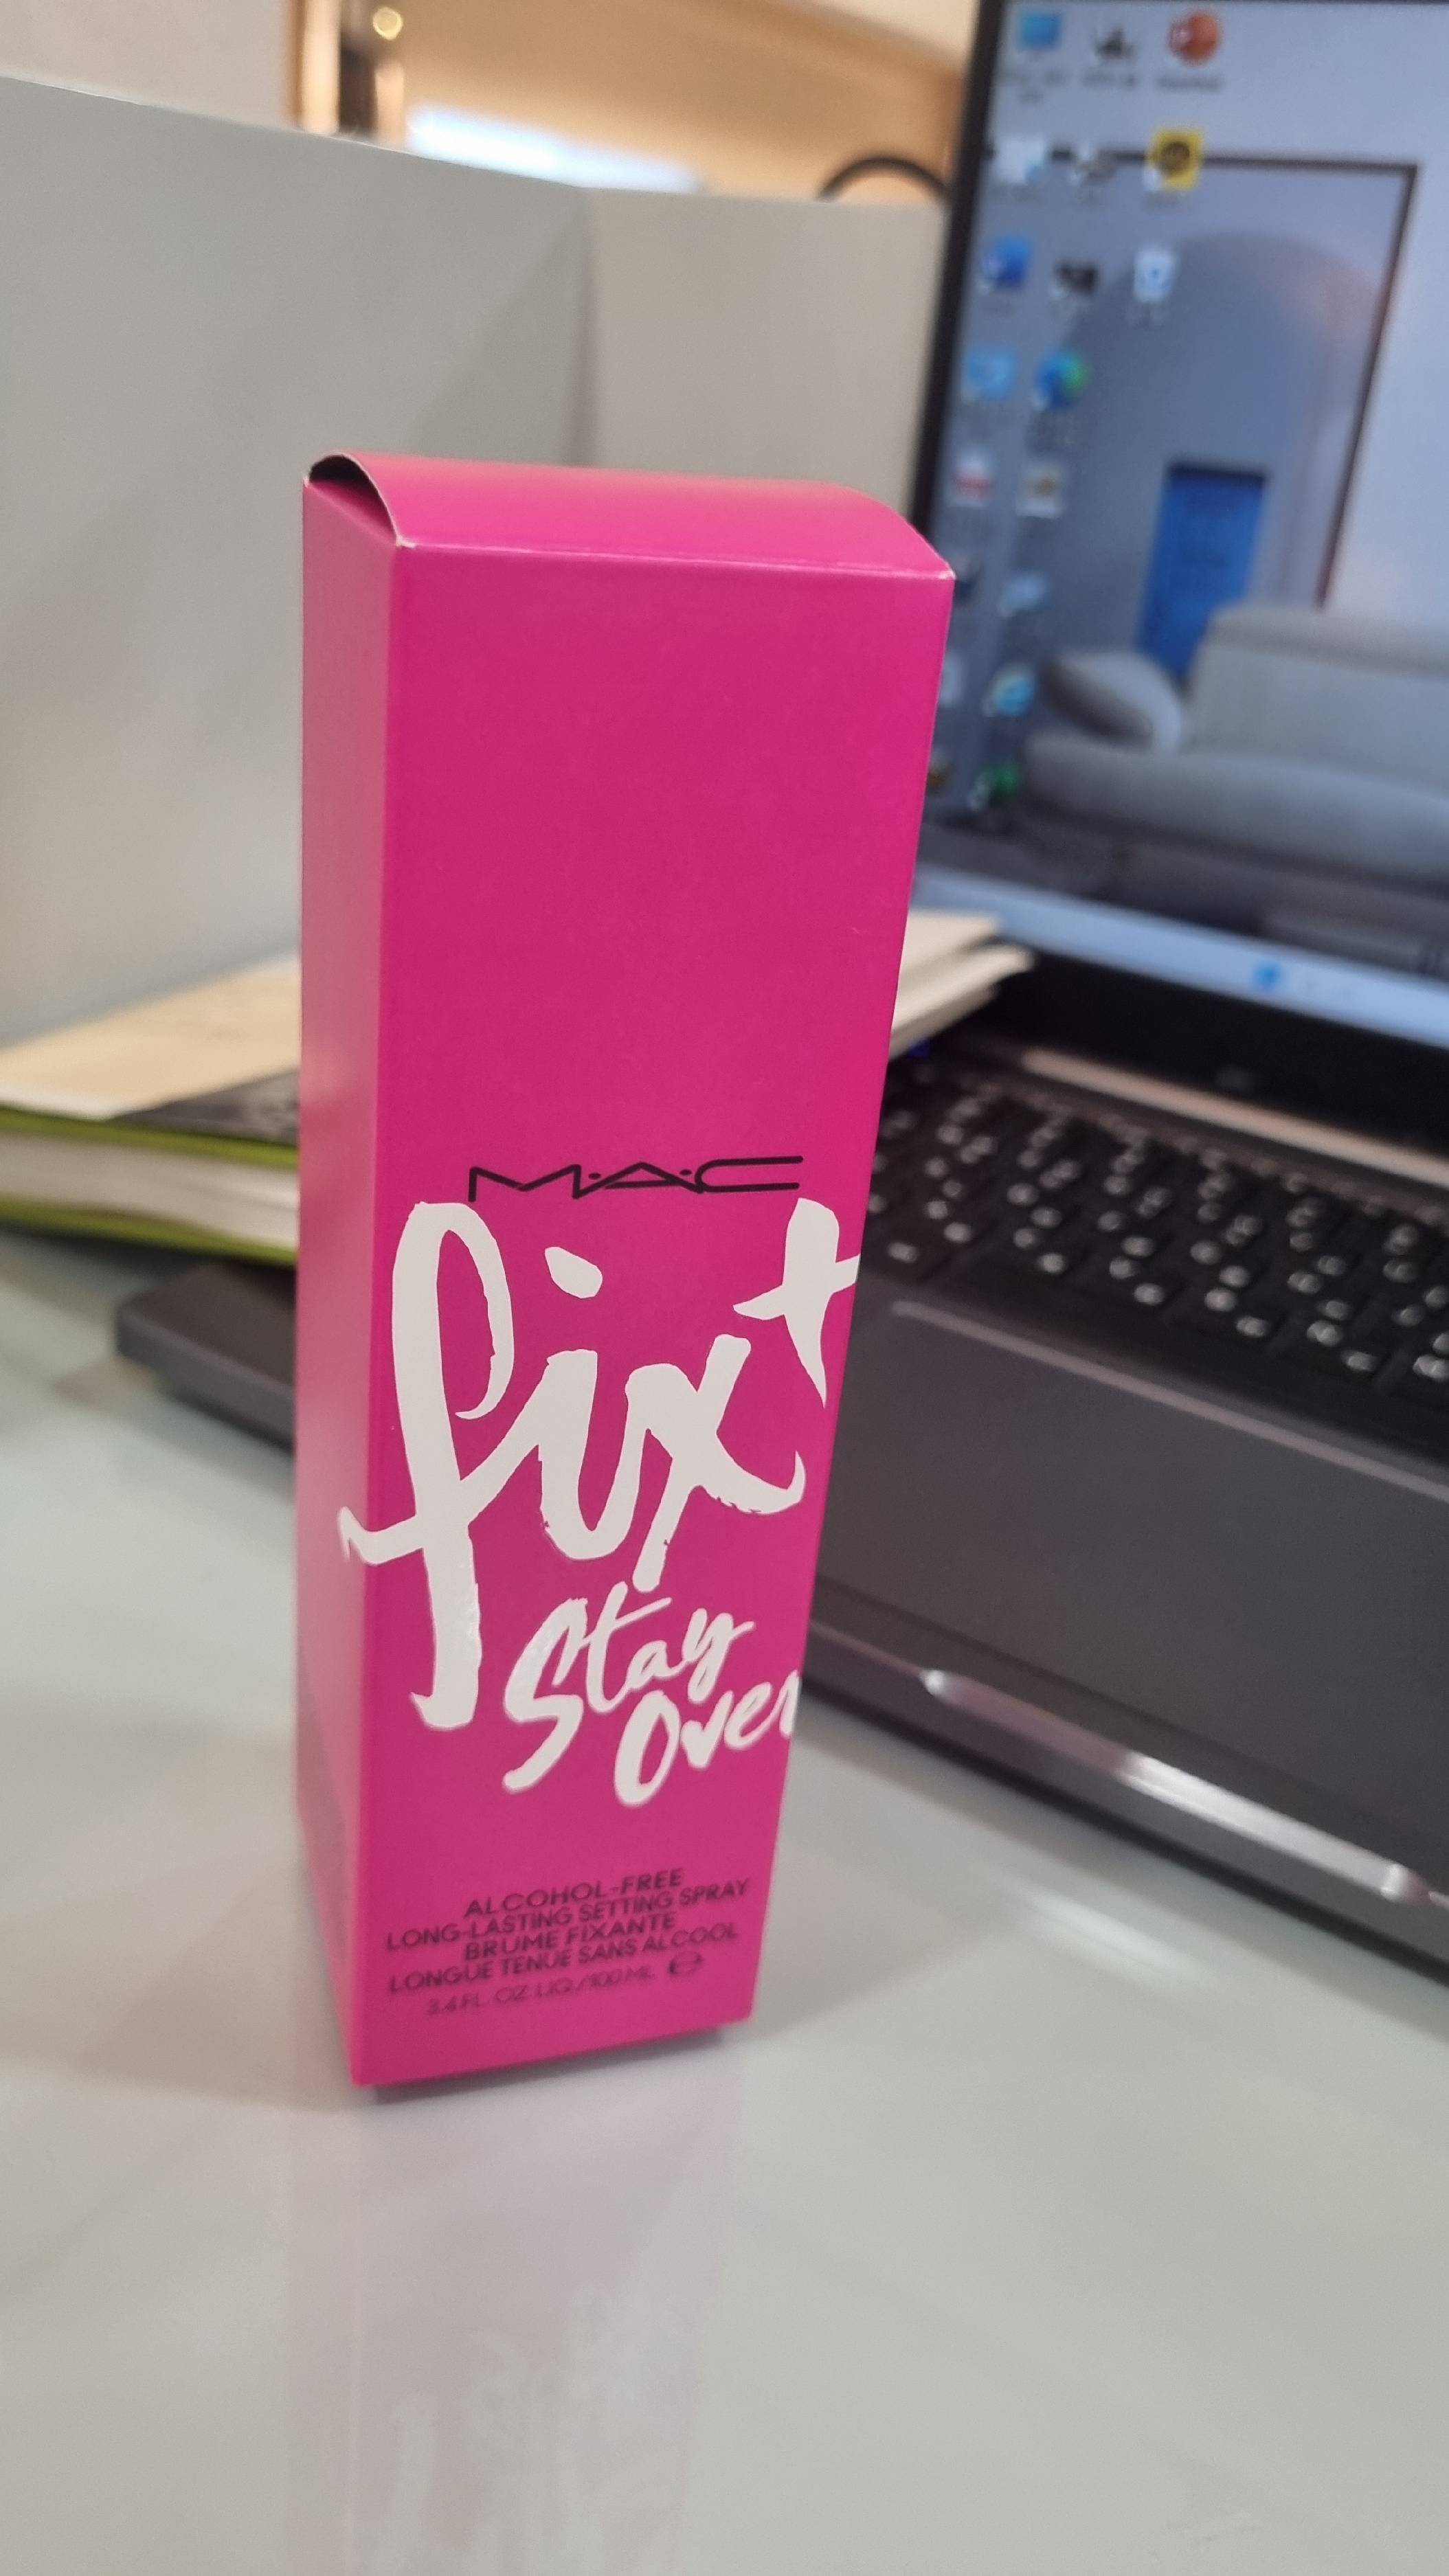 M·A·C
fix+
Stay
Over
ALCOHOL-FREE
LONG-LASTING SETTING SPRAY
BRUME FIXANTE
LONGUE TENUE SANS ALCOOL
3.4 FL. OZ. LIQ./100 ML ℮